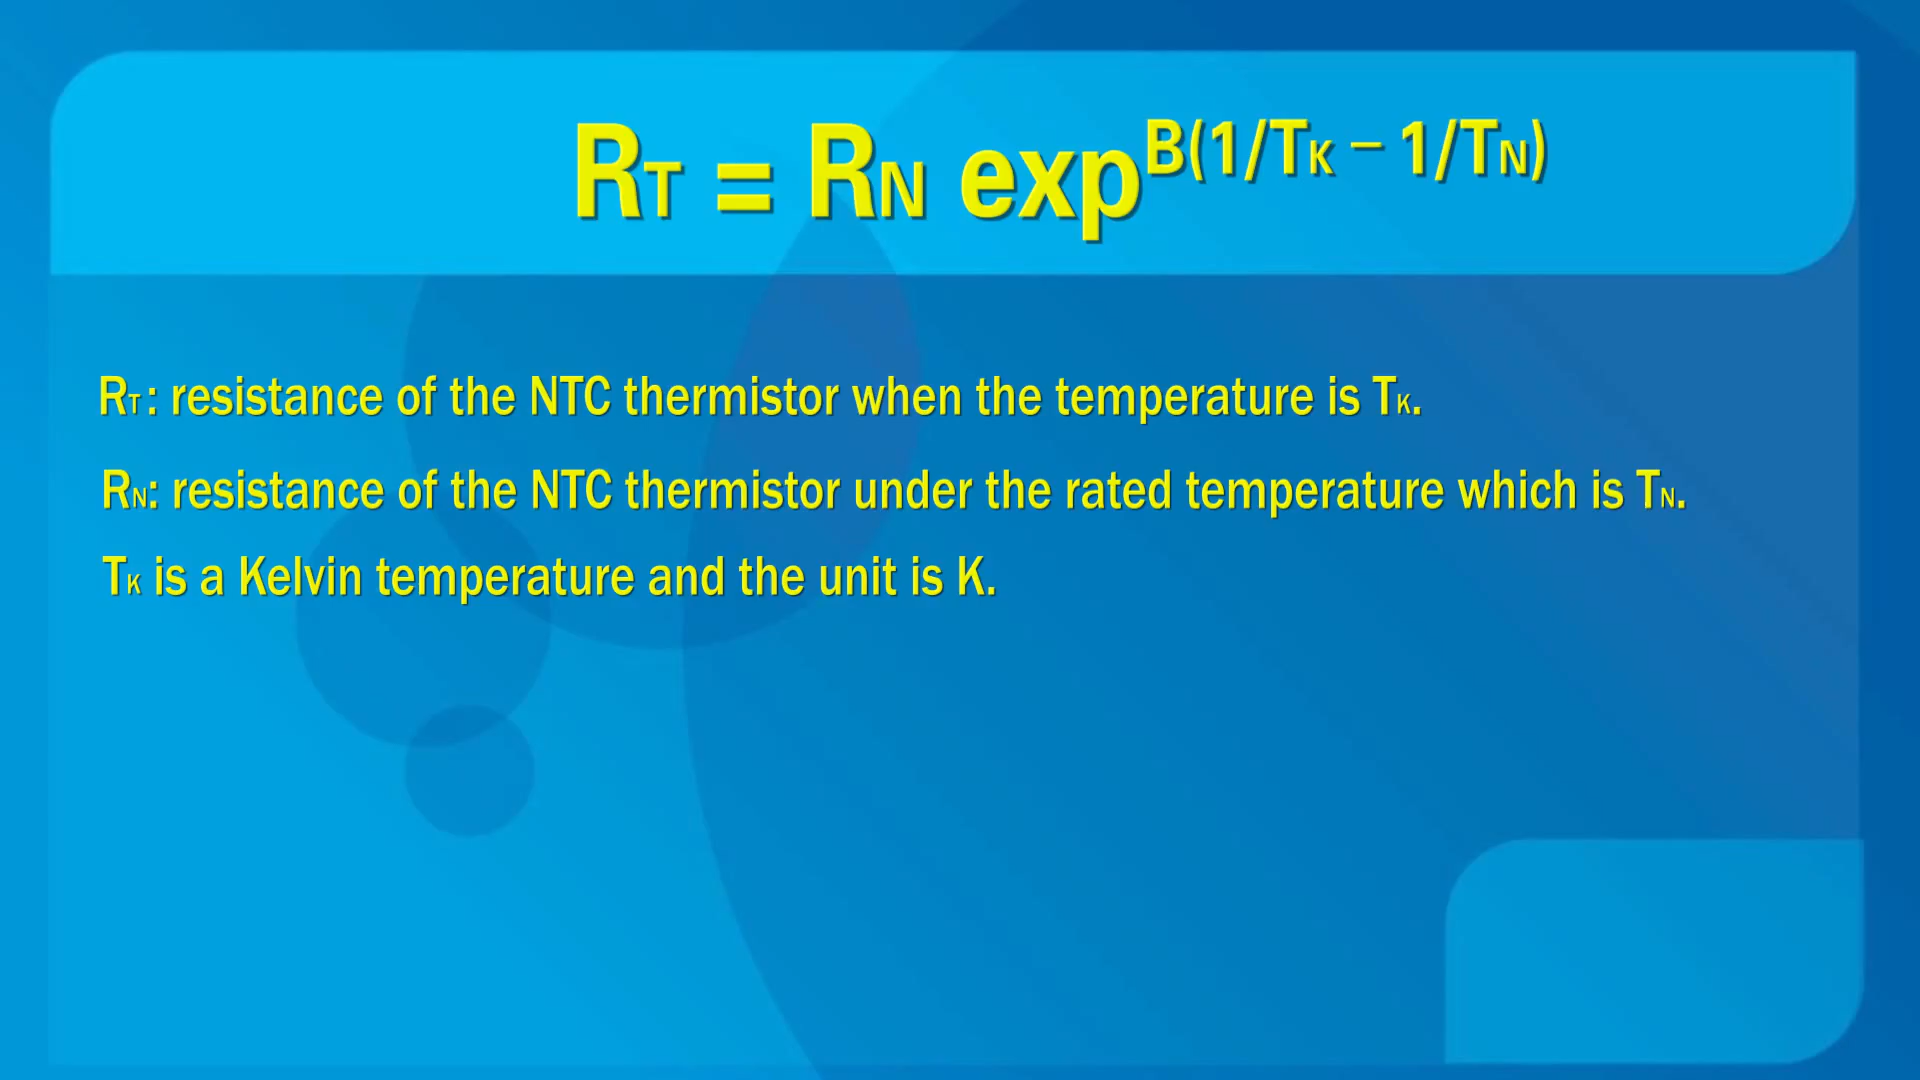 RT = RN exp^B(1/TK – 1/TN)
RT : resistance of the NTC thermistor when the temperature is TK.
RN: resistance of the NTC thermistor under the rated temperature which is TN.
TK is a Kelvin temperature and the unit is K.